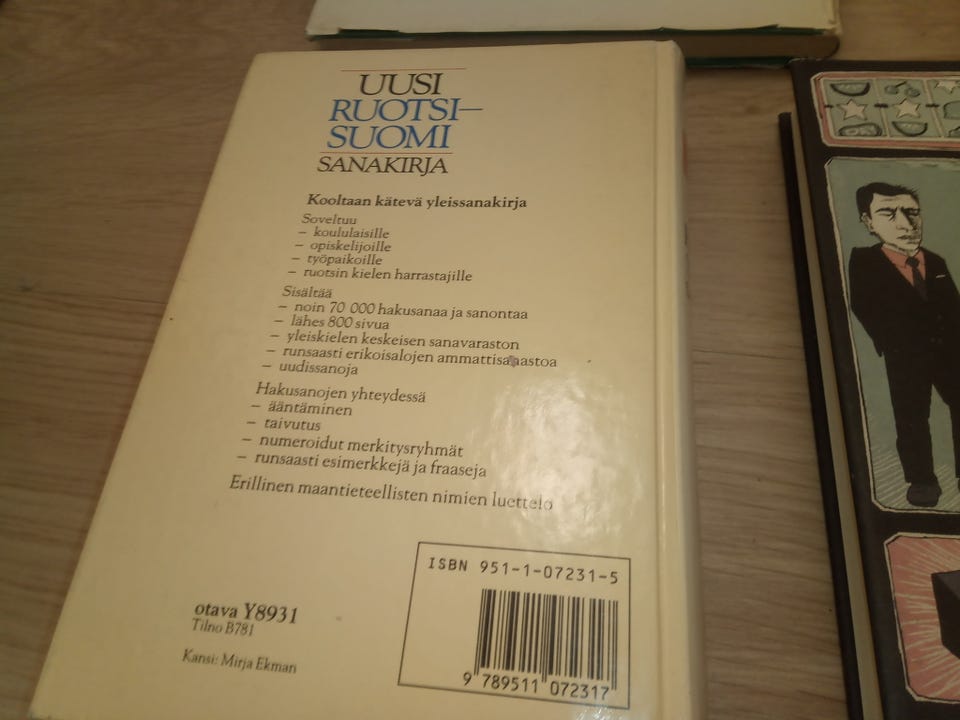 UUSI
RUOTSI–
SUOMI
SANAKIRJA
Kooltaan kätevä yleissanakirja
Soveltuu
– koululaisille
– opiskelijoille
– työpaikoille
– ruotsin kielen harrastajille
Sisältää
– noin 70 000 hakusanaa ja sanontaa
– lähes 800 sivua
– yleiskielen keskeisen sanavaraston
– runsaasti erikoisalojen ammattisanastoa
– uudissanoja
Hakusanojen yhteydessä
– ääntäminen
– taivutus
– numeroidut merkitysryhmät
– runsaasti esimerkkejä ja fraaseja
Erillinen maantieteellisten nimien luettelo
ISBN 951-1-07231-5
9 789511 072317
otava Y8931
Tilno B781
Kansi: Mirja Ekman